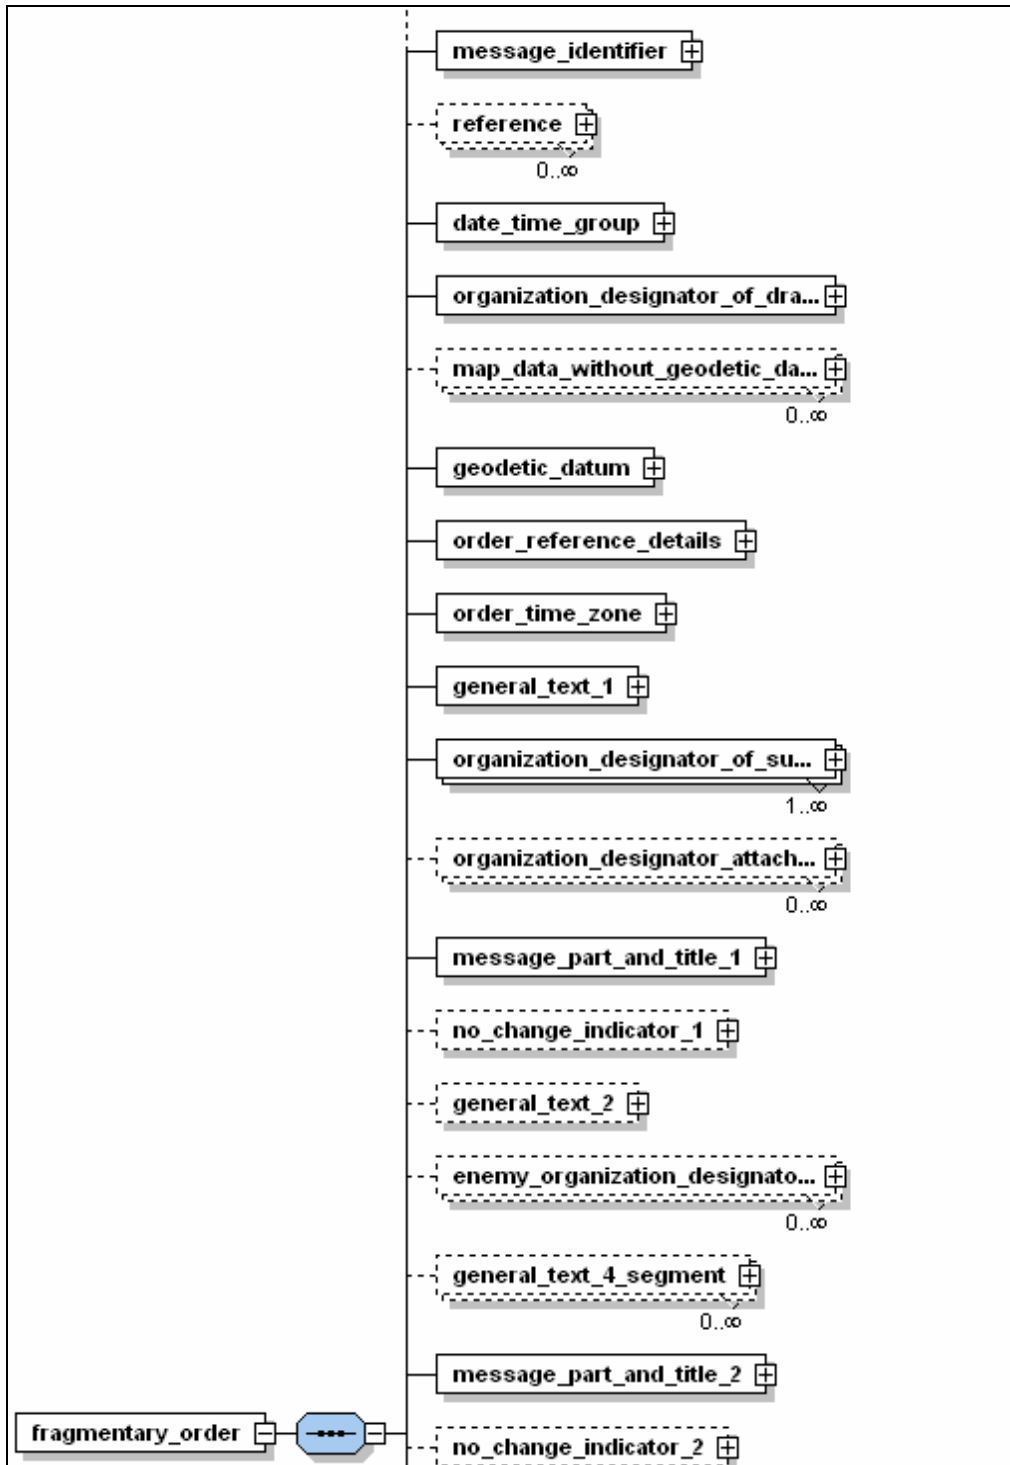 message_identifier
reference
0..∞
date_time_group
organization_designator_of_dra...
map_data_without_geodetic_da...
0..∞
geodetic_datum
order_reference_details
order_time_zone
general_text_1
organization_designator_of_su...
1..∞
organization_designator_attach...
0..∞
message_part_and_title_1
no_change_indicator_1
general_text_2
enemy_organization_designato...
0..∞
general_text_4_segment
0..∞
message_part_and_title_2
fragmentary_order
no_change_indicator_2